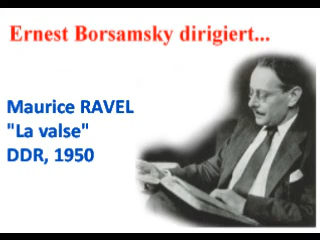 Ernest Borsamsky dirigiert...
Maurice RAVEL
"La valse"
DDR, 1950